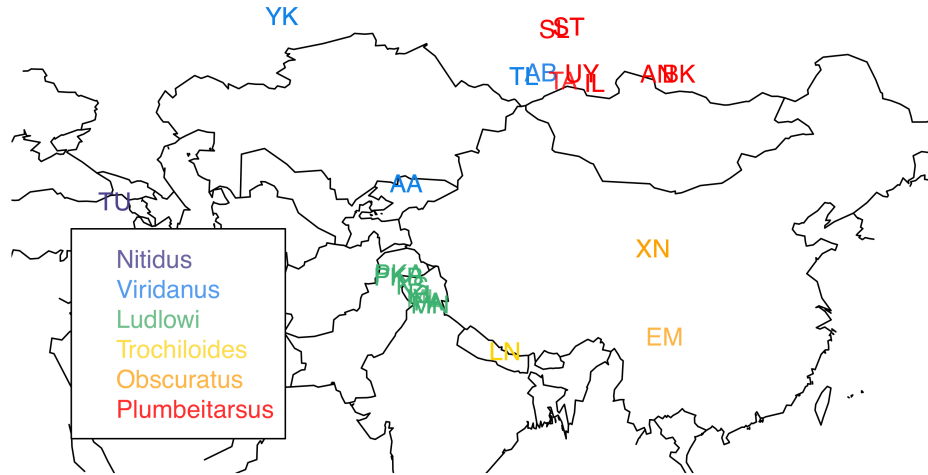 YK
ST
SL
TL AB TA UY IL AN BK
AA
TU
XN
PK
LN
EM
Nitidus
Viridanus
Ludlowi
Trochiloides
Obscuratus
Plumbeitarsus